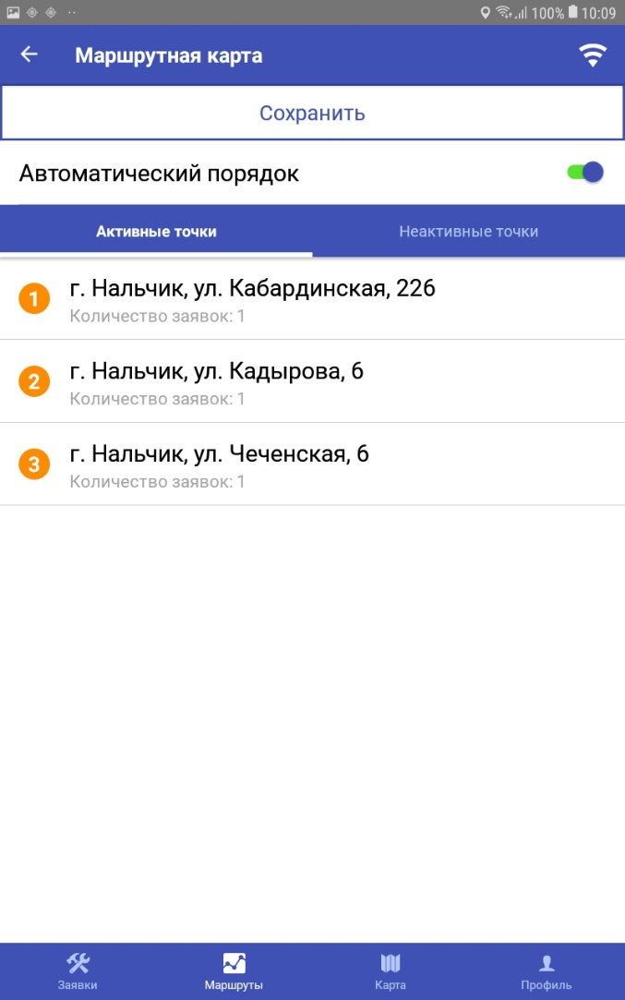 100% 10:09
Маршрутная карта
Сохранить
Автоматический порядок
Активные точки Неактивные точки
1 г. Нальчик, ул. Кабардинская, 226
Количество заявок: 1
2 г. Нальчик, ул. Кадырова, 6
Количество заявок: 1
3 г. Нальчик, ул. Чеченская, 6
Количество заявок: 1
Заявки Маршруты Карта Профиль